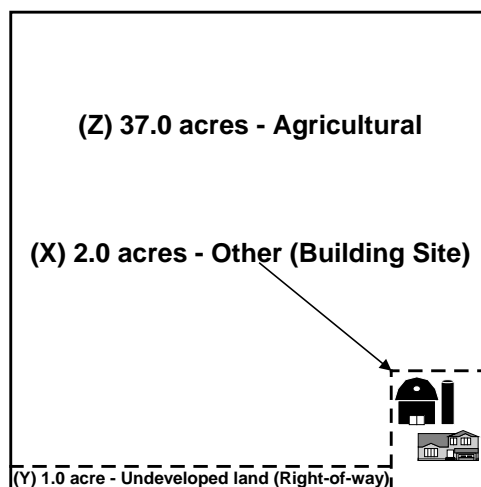 (Z) 37.0 acres - Agricultural
(X) 2.0 acres - Other (Building Site)
(Y) 1.0 acre - Undeveloped land (Right-of-way)